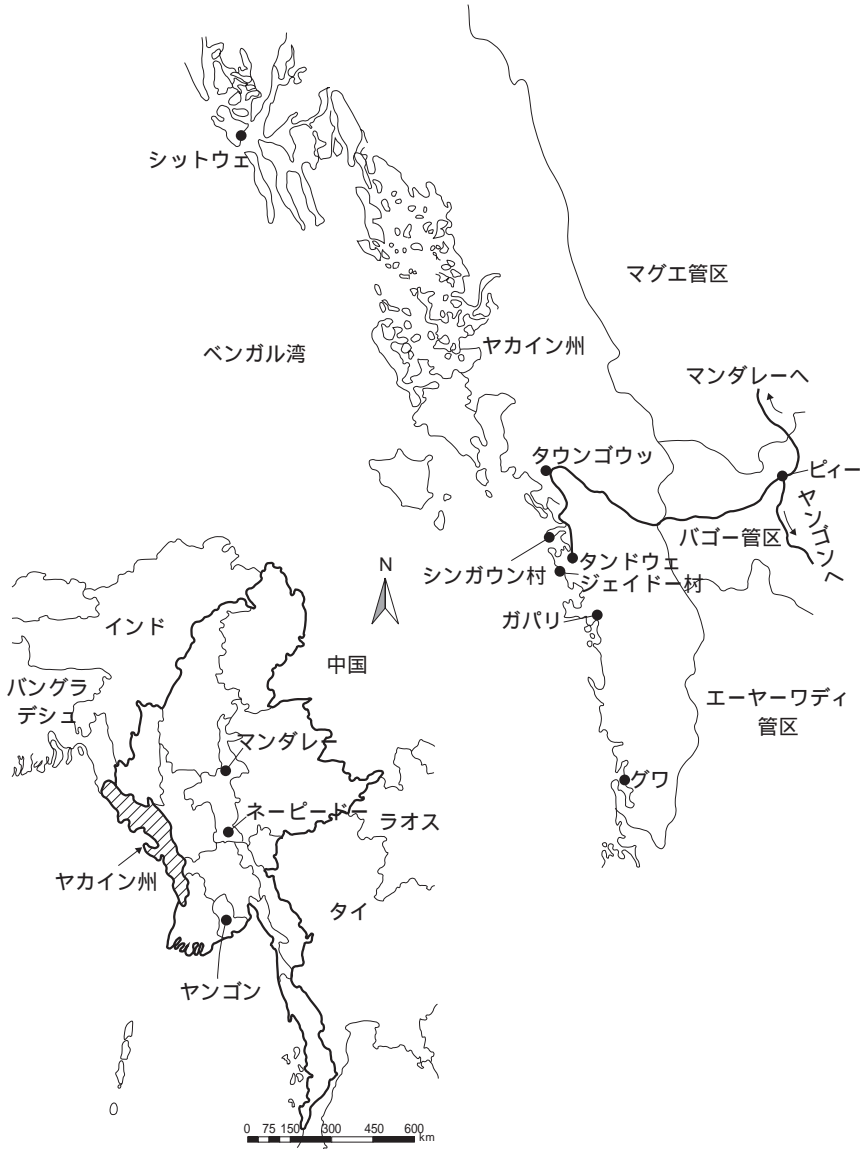 シットウェ
マグエ管区
ベンガル湾
ヤカイン州
マンダレーへ
タウンゴウッ
ピィー
ヤンゴンへ
バゴー管区
シンガウン村
タンドウェ
ジェイドー村
N
ガパリ
インド
中国
バングラ
デシュ
エーヤーワディ
管区
マンダレー
グワ
ネーピードー
ラオス
ヤカイン州
タイ
ヤンゴン
0 75 150 300 450 600
km